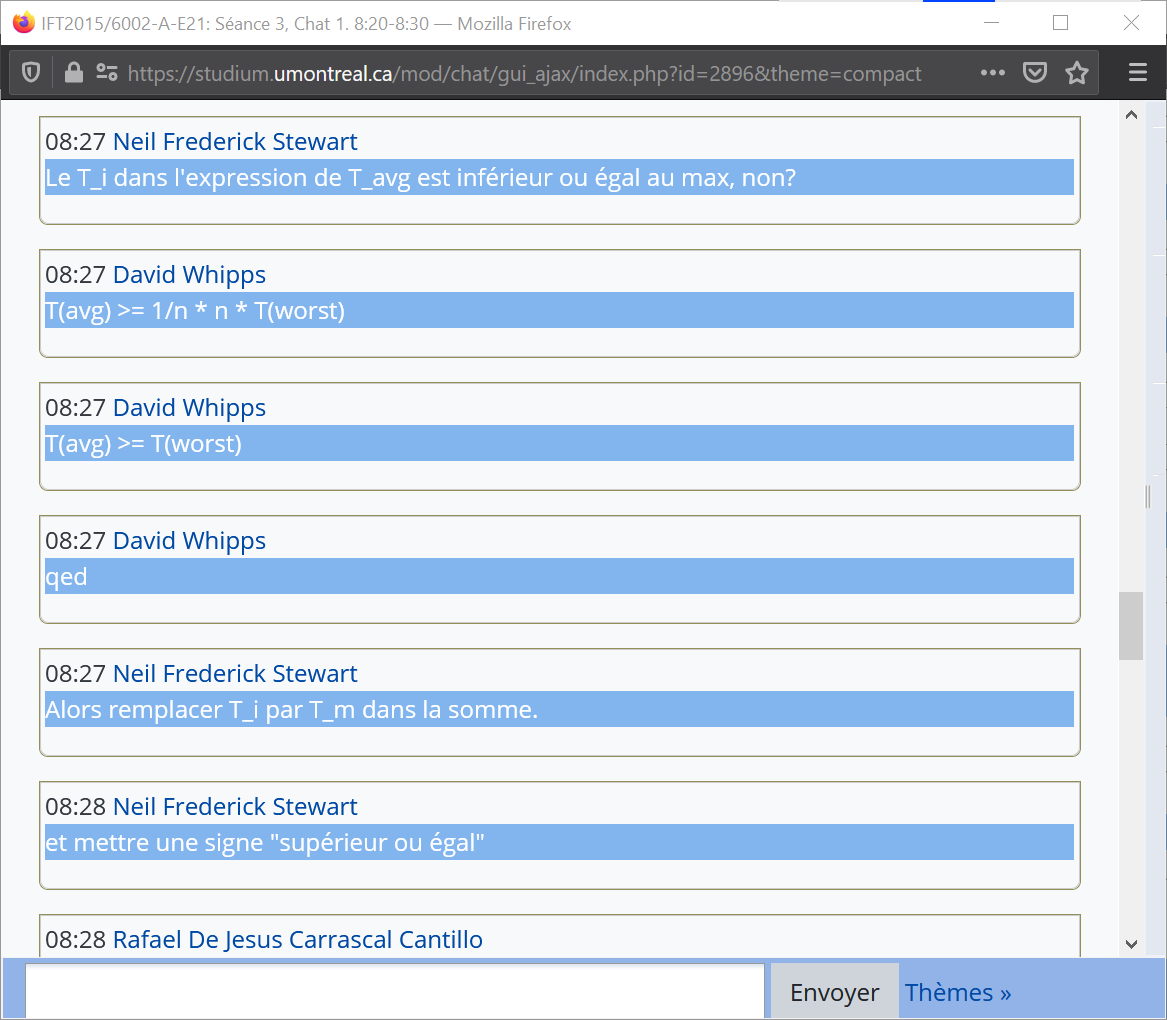 IFT2015/6002-A-E21: Séance 3, Chat 1. 8:20-8:30 — Mozilla Firefox
https://studium.umontreal.ca/mod/chat/gui_ajax/index.php?id=2896&theme=compact
08:27 Neil Frederick Stewart
Le T_i dans l'expression de T_avg est inférieur ou égal au max, non?
08:27 David Whipps
T(avg) >= 1/n * n * T(worst)
08:27 David Whipps
T(avg) >= T(worst)
08:27 David Whipps
qed
08:27 Neil Frederick Stewart
Alors remplacer T_i par T_m dans la somme.
08:28 Neil Frederick Stewart
et mettre une signe "supérieur ou égal"
08:28 Rafael De Jesus Carrascal Cantillo
Envoyer Thèmes »